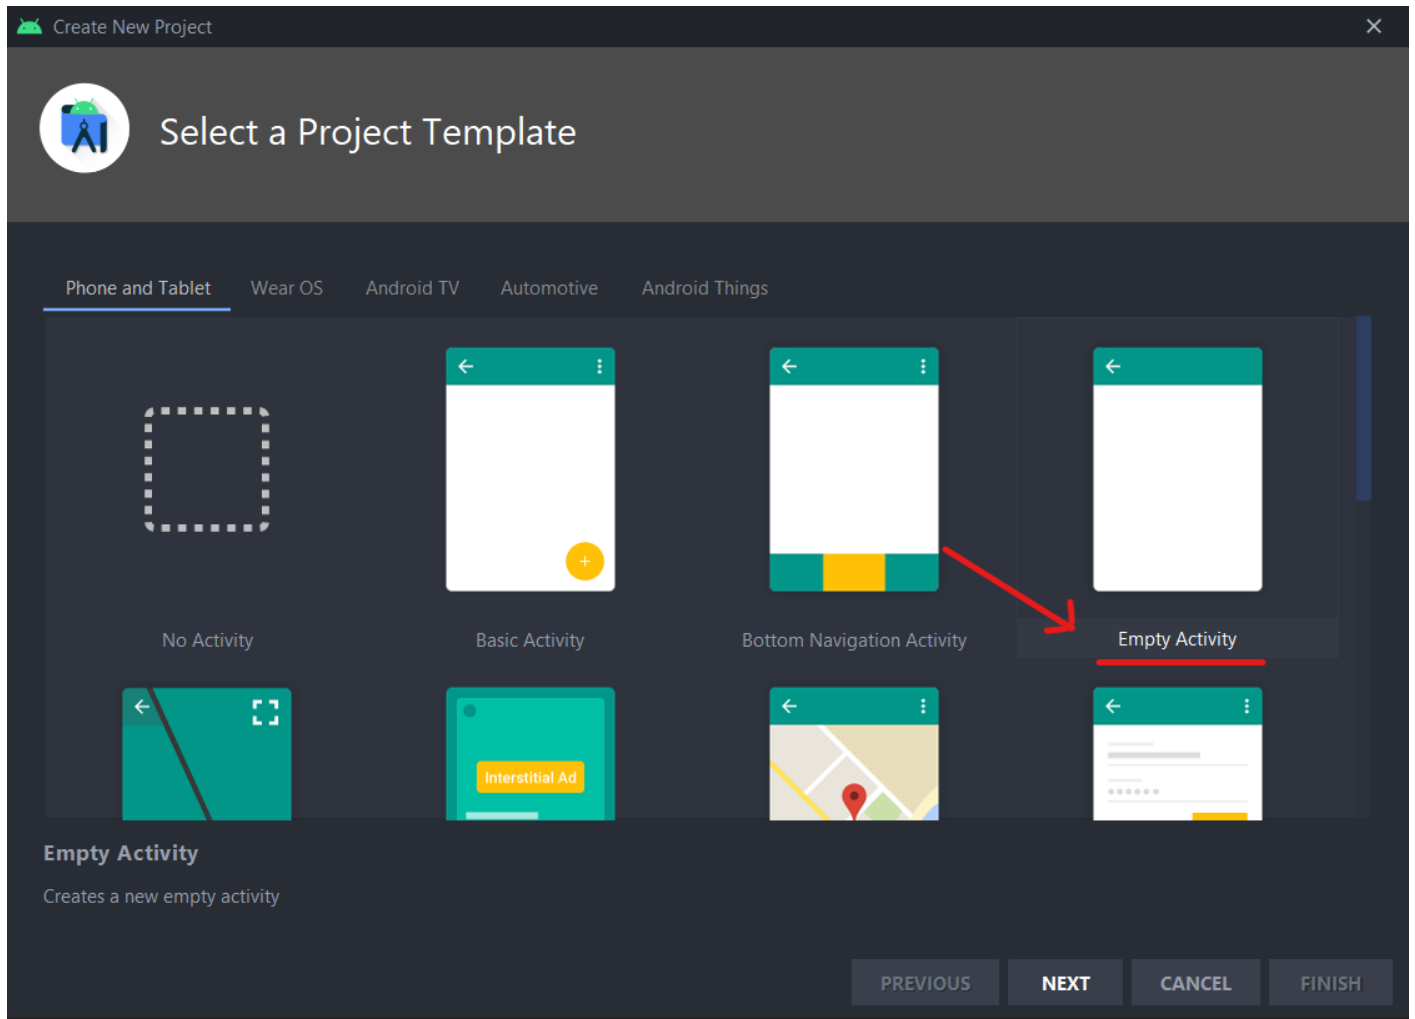 Create New Project
Select a Project Template
Phone and Tablet Wear OS Android TV Automotive Android Things
No Activity Basic Activity Bottom Navigation Activity Empty Activity
Interstitial Ad
Empty Activity
Creates a new empty activity
PREVIOUS NEXT CANCEL FINISH